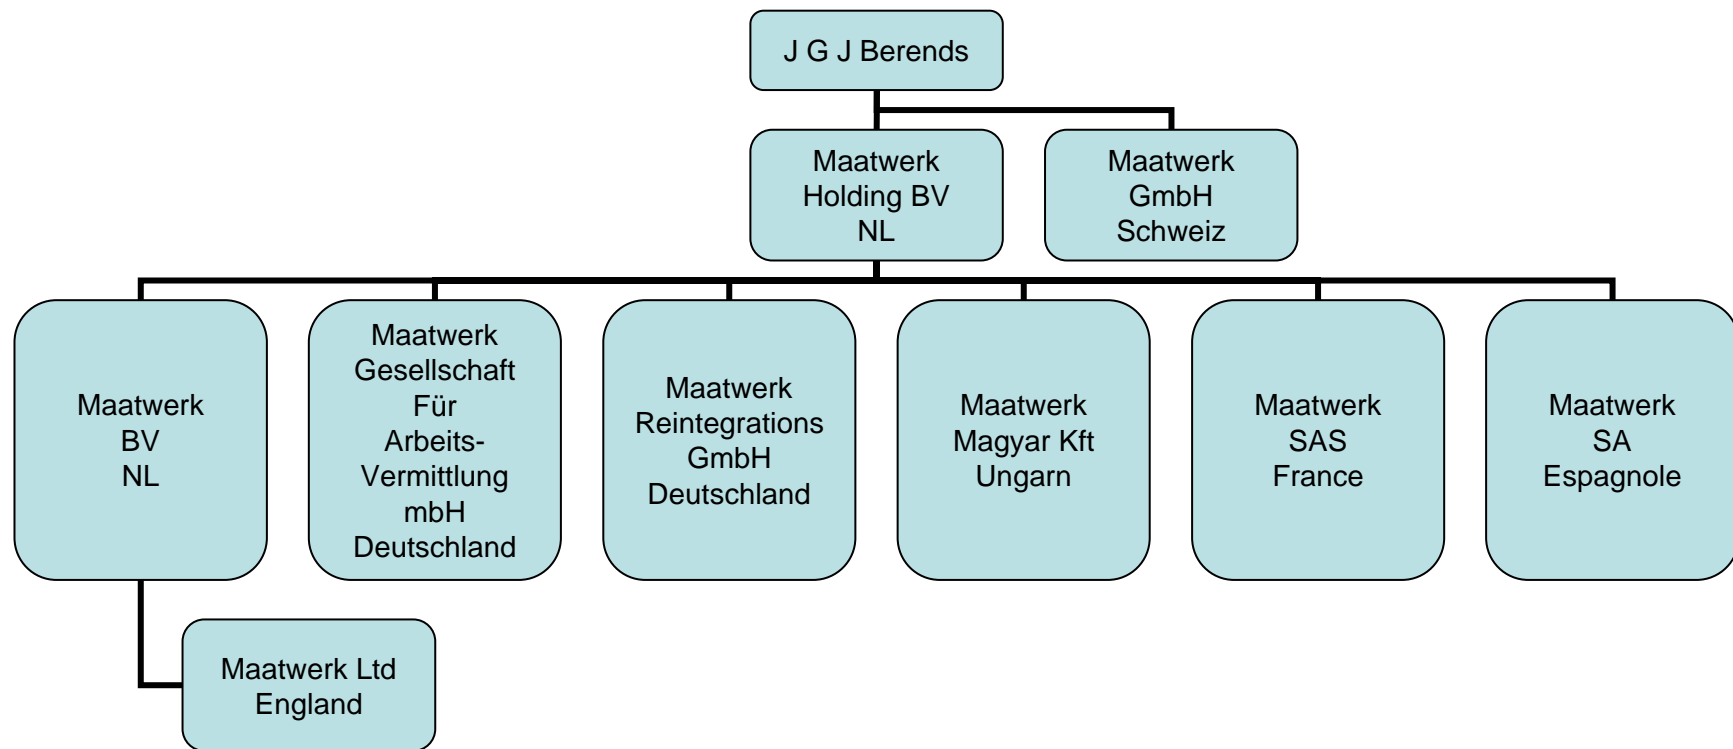 J G J Berends
Maatwerk
Holding BV
NL
Maatwerk
GmbH
Schweiz
Maatwerk
BV
NL
Maatwerk
Gesellschaft
Für
Arbeits-
Vermittlung
mbH
Deutschland
Maatwerk
Reintegrations
GmbH
Deutschland
Maatwerk
Magyar Kft
Ungarn
Maatwerk
SAS
France
Maatwerk
SA
Espagnole
Maatwerk Ltd
England